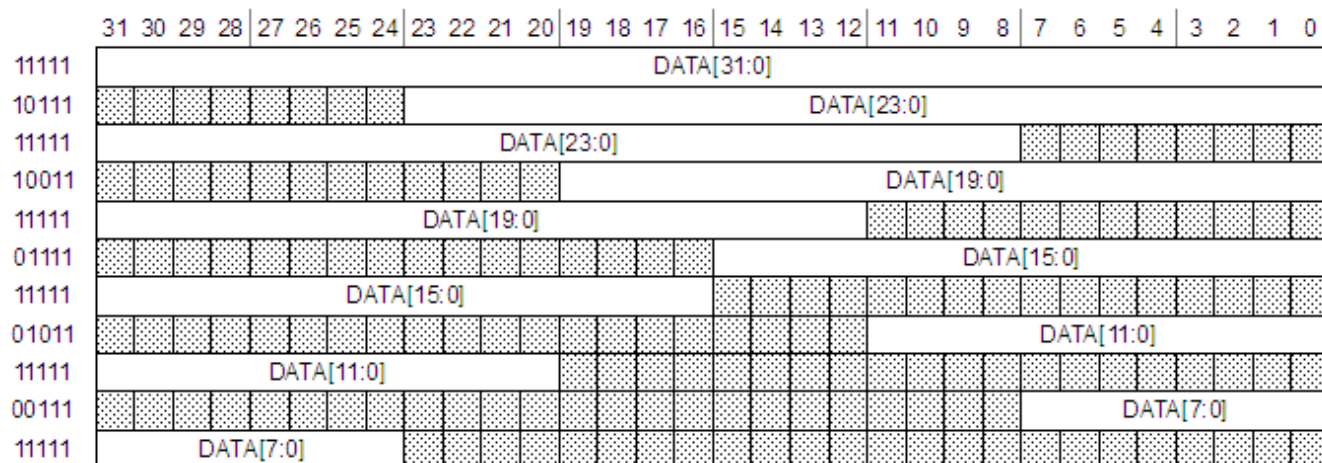 31 30 29 28 27 26 25 24 23 22 21 20 19 18 17 16 15 14 13 12 11 10 9 8 7 6 5 4 3 2 1 0
11111 DATA[31:0]
10111 DATA[23:0]
11111 DATA[23:0]
10011 DATA[19:0]
11111 DATA[19:0]
01111 DATA[15:0]
11111 DATA[15:0]
01011 DATA[11:0]
11111 DATA[11:0]
00111 DATA[7:0]
11111 DATA[7:0]